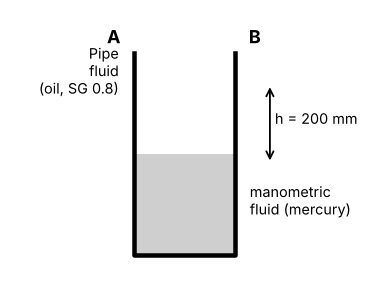 A
B
Pipe
fluid
(oil, SG 0.8)
h = 200 mm
manometric
fluid (mercury)